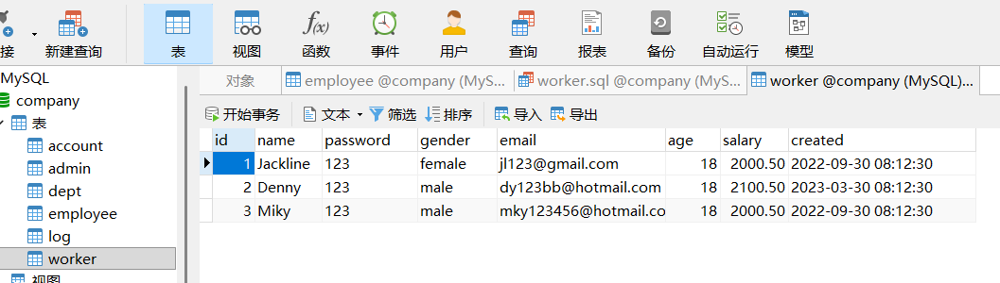 接 新建查询 表 视图 函数 事件 用户 查询 报表 备份 自动运行 模型
f(x)
MySQL
company
表
account
admin
dept
employee
log
worker
视图
对象 employee @company (MyS... worker.sql @company (MyS... worker @company (MySQL)...
开始事务 文本 筛选 排序 导入 导出
id name password gender email age salary created
1 Jackline 123 female jl123@gmail.com 18 2000.50 2022-09-30 08:12:30
2 Denny 123 male dy123bb@hotmail.com 18 2100.50 2023-03-30 08:12:30
3 Miky 123 male mky123456@hotmail.co 18 2000.50 2022-09-30 08:12:30